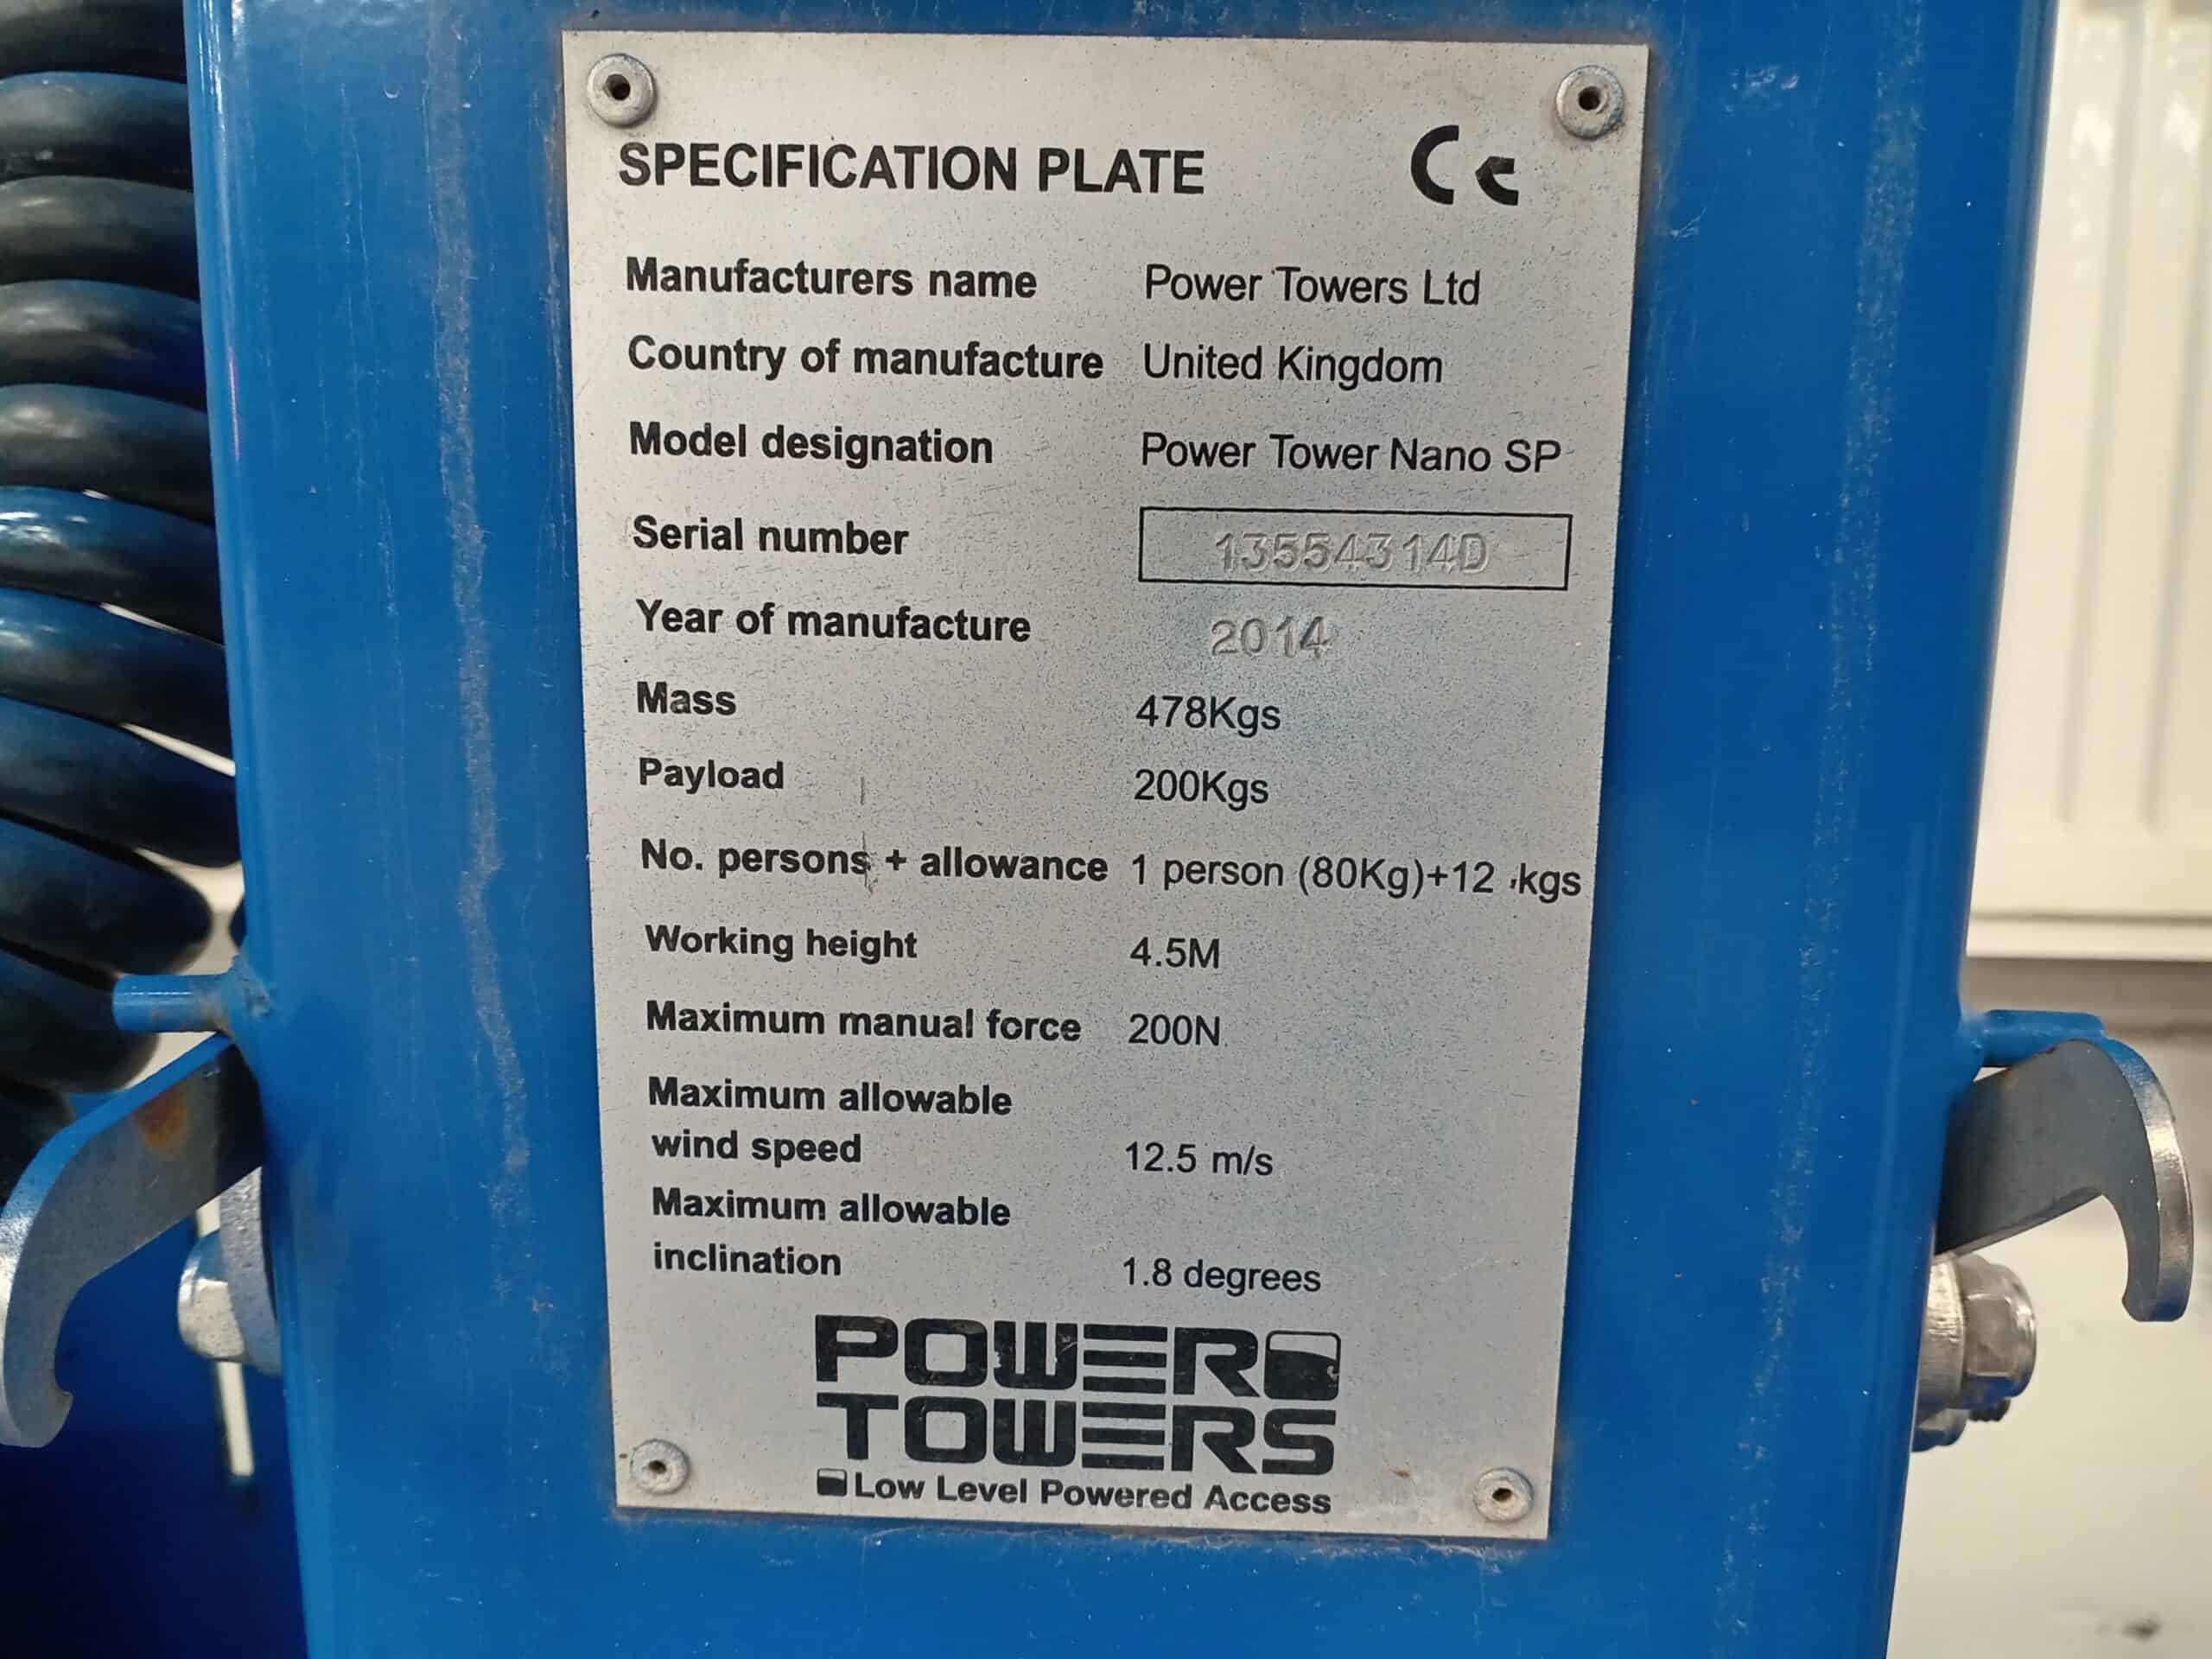 SPECIFICATION PLATE CE
Manufacturers name Power Towers Ltd
Country of manufacture United Kingdom
Model designation Power Tower Nano SP
Serial number 13554314D
Year of manufacture 2014
Mass 478Kgs
Payload 200Kgs
No. persons + allowance 1 person (80Kg)+12 kgs
Working height 4.5M
Maximum manual force 200N
Maximum allowable
wind speed 12.5 m/s
Maximum allowable
inclination 1.8 degrees
POWER
TOWERS
Low Level Powered Access